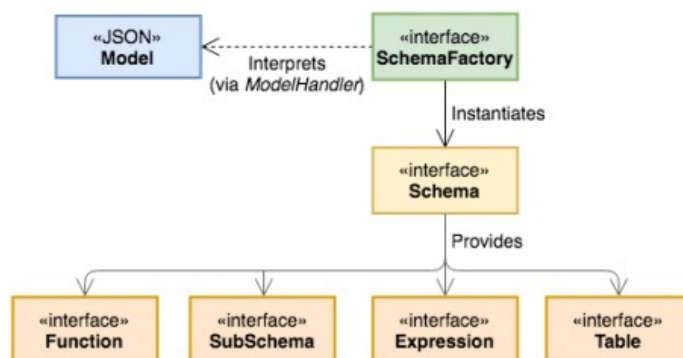 «JSON»
Model
Interprets
(via ModelHandler)
«interface»
SchemaFactory
Instantiates
«interface»
Schema
Provides
«interface»
Function
«interface»
SubSchema
«interface»
Expression
«interface»
Table